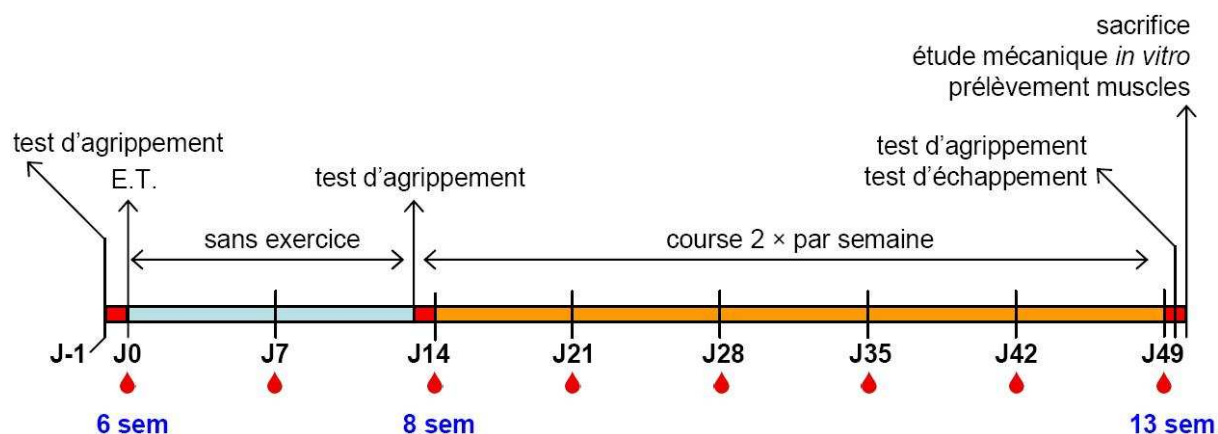 sacrifice
étude mécanique in vitro
prélèvement muscles
test d'agrippement
E.T.
test d'agrippement
test d'agrippement
test d'échappement
sans exercice
course 2 × par semaine
J-1 J0 J7 J14 J21 J28 J35 J42 J49
6 sem 8 sem 13 sem